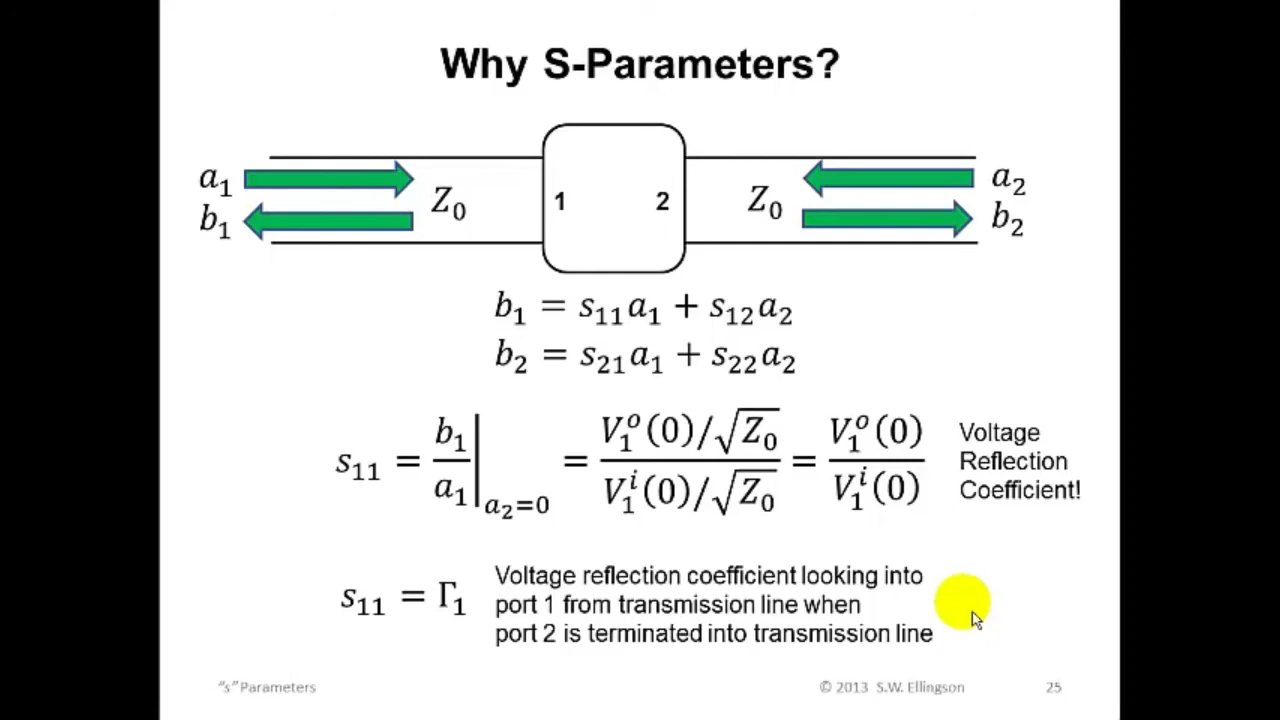 Why S-Parameters?
a₁ Z₀ 1 2 Z₀ a₂
b₁ b₂
b₁ = s₁₁a₁ + s₁₂a₂
b₂ = s₂₁a₁ + s₂₂a₂
s₁₁ = b₁/a₁ |ₐ₂₌₀ = (V₁ᵒ(0)/√Z₀)/(V₁ⁱ(0)/√Z₀) = V₁ᵒ(0)/V₁ⁱ(0)
Voltage
Reflection
Coefficient!
s₁₁ = Γ₁
Voltage reflection coefficient looking into
port 1 from transmission line when
port 2 is terminated into transmission line
"s" Parameters © 2013 S.W. Ellingson 25